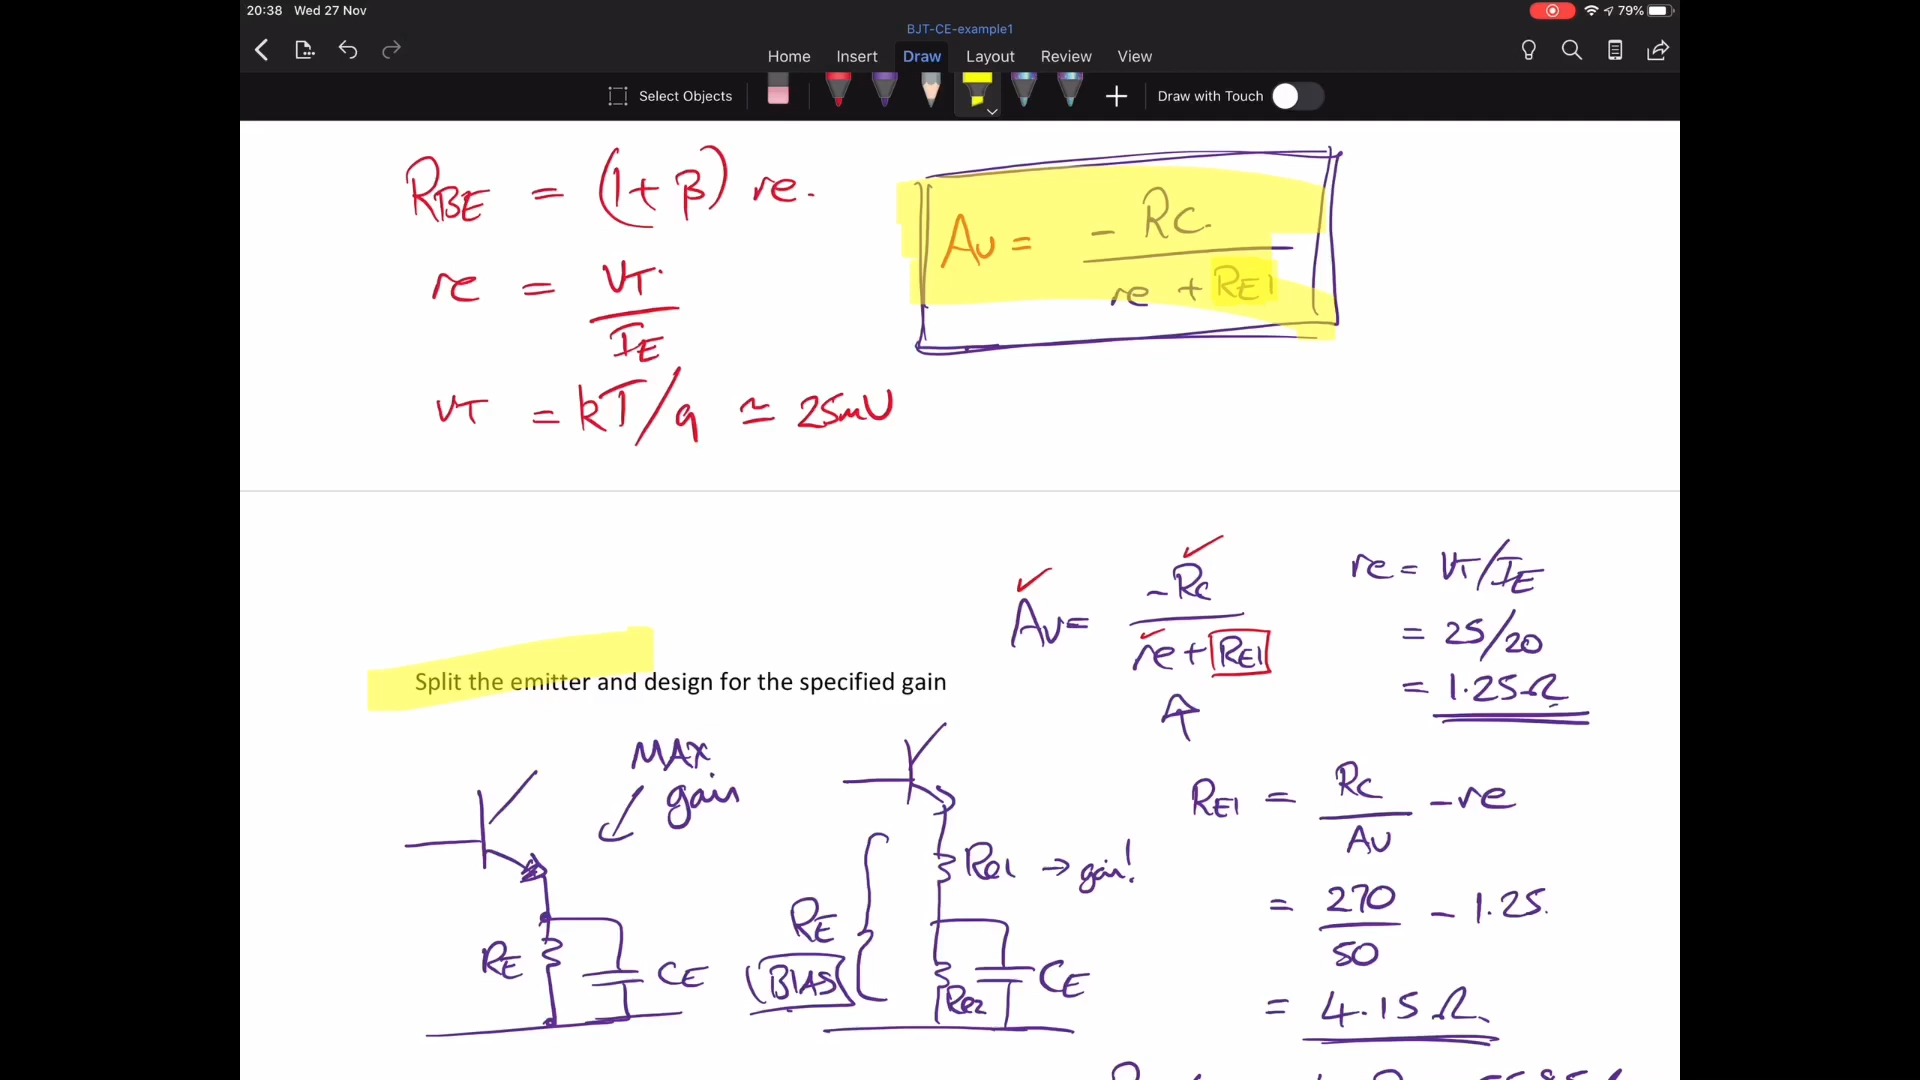 20:38 Wed 27 Nov
79%
BJT-CE-example1
Home Insert Draw Layout Review View
Select Objects
Draw with Touch
RBE = (1+β) re.
re = VT / IE
VT = kT/q ≃ 25mV
Av = - RC / re + RE1
Split the emitter and design for the specified gain
Av = -RC / re + RE1
re = VT/IE
= 25/20
= 1.25Ω
MAX
gain
RE
CE
RE
BIAS
RE1 → gain!
RE2
CE
RE1 = RC / Av - re
= 270 / 50 - 1.25
= 4.15 Ω